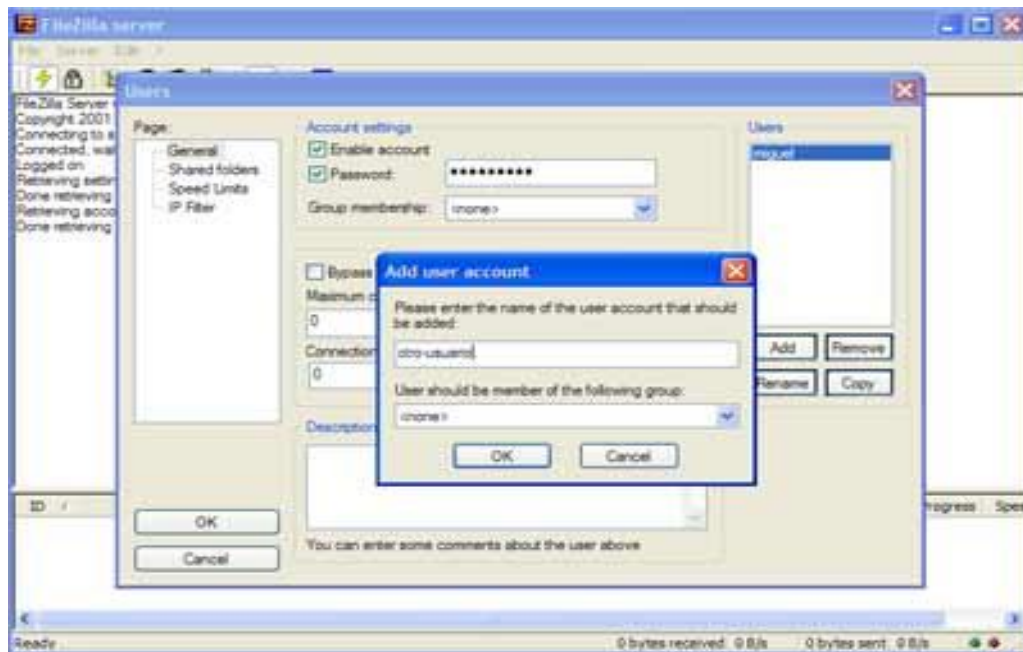 FileZilla server
File Server Edit ?
FileZilla Server
Copyright 2001
Connecting to s
Connected, wai
Logged on
Retrieving settin
Done retrieving
Retrieving acco
Done retrieving
Users
Page:
General
Shared folders
Speed Limits
IP Filter
OK
Cancel
Account settings
Enable account
Password:
Group membership: <none>
Bypass
Maximum c
0
Connection
0
Description
You can enter some comments about the user above
Users
miguel
Add Remove
Rename Copy
Add user account
Please enter the name of the user account that should
be added:
otro-usuario
User should be member of the following group:
<none>
OK Cancel
ID /
rogress Spee
Ready
0 bytes received 0 B/s 0 bytes sent 0 B/s